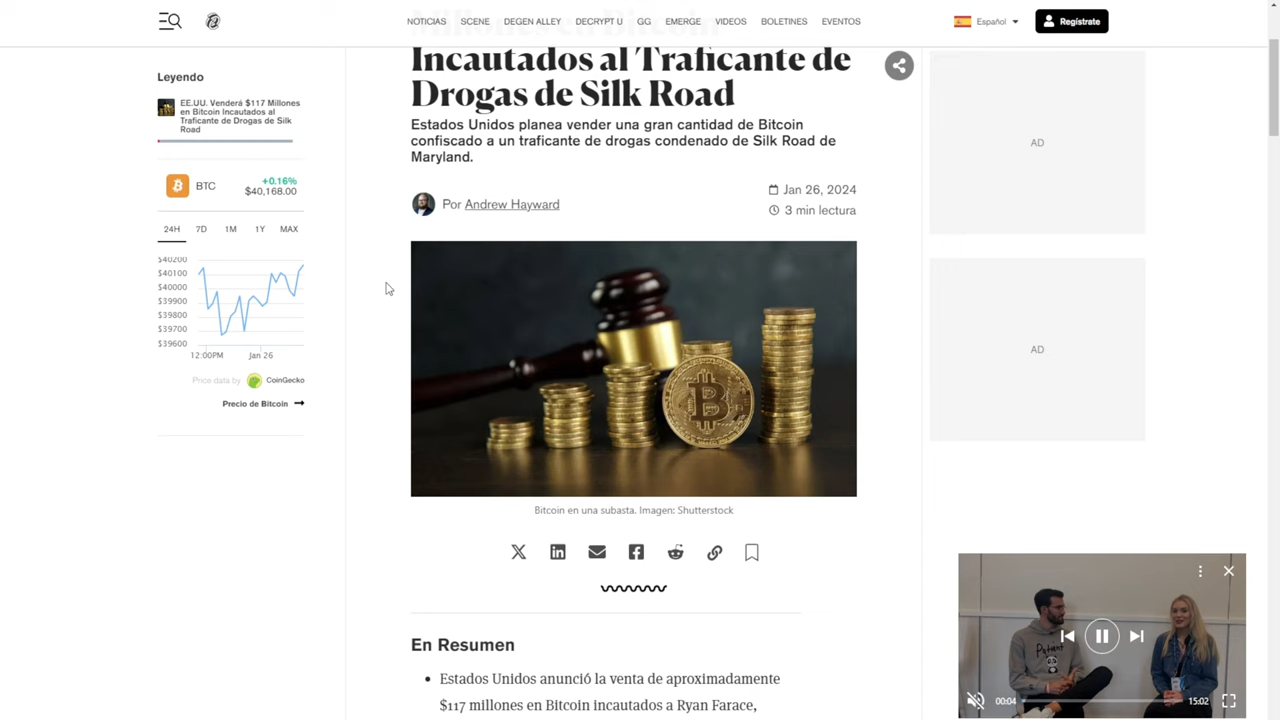 NOTICIAS SCENE DEGEN ALLEY DECRYPT U GG EMERGE VIDEOS BOLETINES EVENTOS
Español
Regístrate
Leyendo
EE.UU. Venderá $117 Millones
en Bitcoin Incautados al
Traficante de Drogas de Silk
Road
BTC
+0.16%
$40,168.00
24H 7D 1M 1Y MAX
$40200
$40100
$40000
$39900
$39800
$39700
$39600
12:00PM Jan 26
Price data by CoinGecko
Precio de Bitcoin
Millones en Bitcoin
Incautados al Traficante de
Drogas de Silk Road
Estados Unidos planea vender una gran cantidad de Bitcoin
confiscado a un traficante de drogas condenado de Silk Road de
Maryland.
Por Andrew Hayward
Jan 26, 2024
3 min lectura
Bitcoin en una subasta. Imagen: Shutterstock
En Resumen
• Estados Unidos anunció la venta de aproximadamente
$117 millones en Bitcoin incautados a Ryan Farace,
AD
AD
00:04
15:02